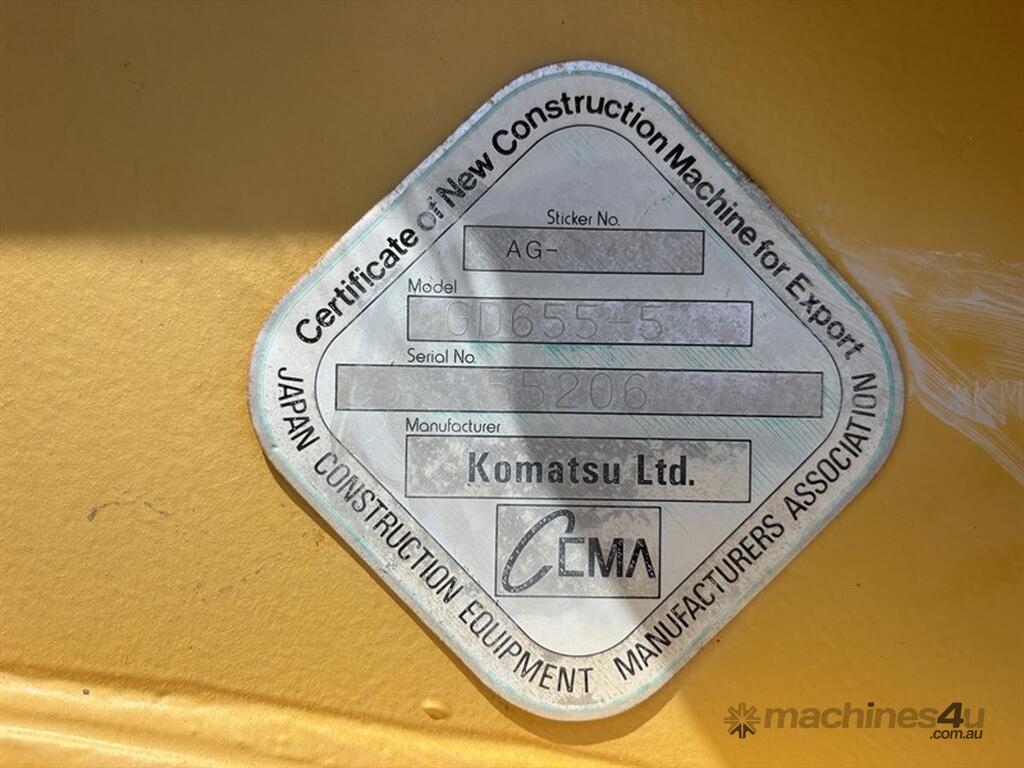 Certificate of New Construction Machine for Export
Sticker No.
AG-
Model
GD655-5
Serial No.
55206
Manufacturer
Komatsu Ltd.
CEMA
JAPAN CONSTRUCTION EQUIPMENT MANUFACTURERS ASSOCIATION
machines4u
.com.au